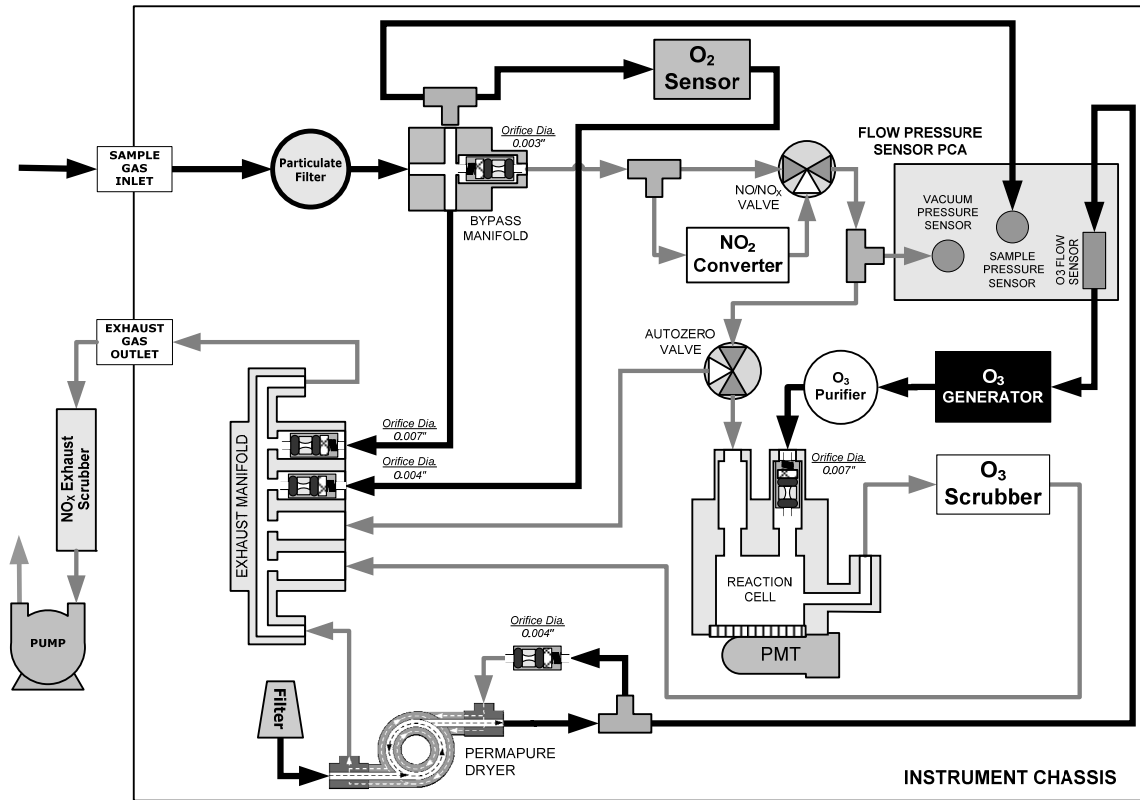 O2
Sensor
Orifice Dia.
0.003"
FLOW PRESSURE
SENSOR PCA
SAMPLE
GAS
INLET
Particulate
Filter
NO/NOX
VALVE
VACUUM
PRESSURE
SENSOR
BYPASS
MANIFOLD
NO2
Converter
SAMPLE
PRESSURE
SENSOR
O3 FLOW
SENSOR
EXHAUST
GAS
OUTLET
AUTOZERO
VALVE
O3
Purifier
O3
GENERATOR
Orifice Dia.
0.007"
Orifice Dia.
0.004"
Orifice Dia.
0.007"
NOX Exhaust
Scrubber
EXHAUST MANIFOLD
O3
Scrubber
REACTION
CELL
PUMP
Orifice Dia.
0.004"
PMT
Filter
PERMAPURE
DRYER
INSTRUMENT CHASSIS